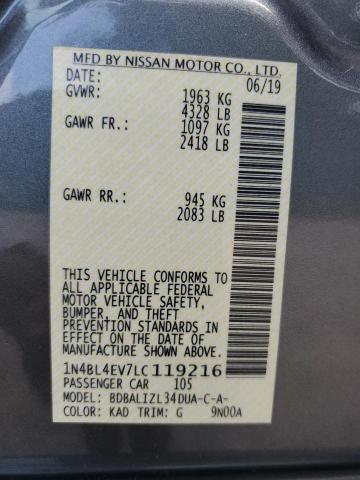 MFD BY NISSAN MOTOR CO., LTD.
DATE: 06/19
GVWR: 1963 KG
4328 LB
GAWR FR.: 1097 KG
2418 LB
GAWR RR.: 945 KG
2083 LB
THIS VEHICLE CONFORMS TO
ALL APPLICABLE FEDERAL
MOTOR VEHICLE SAFETY,
BUMPER, AND THEFT
PREVENTION STANDARDS IN
EFFECT ON THE DATE OF
MANUFACTURE SHOWN ABOVE.
1N4BL4EV7LC119216
PASSENGER CAR 105
MODEL: BDBALIZL34DUA-C-A-
COLOR: KAD TRIM: G 9N00A